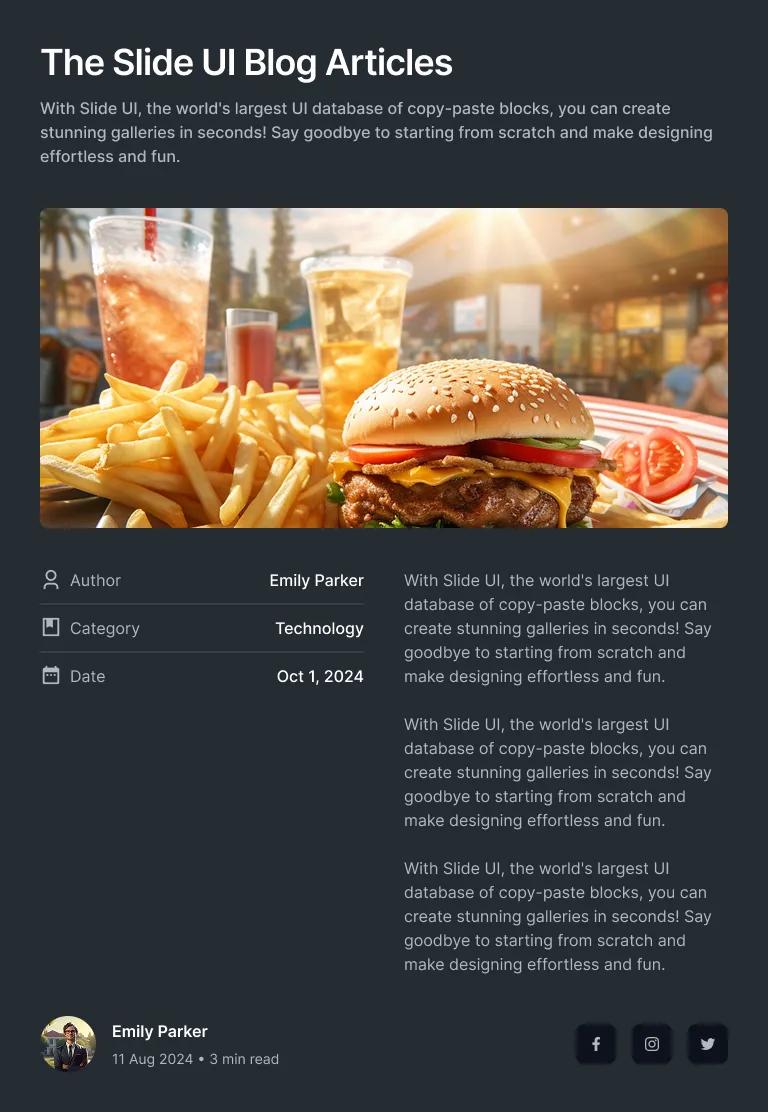 The Slide UI Blog Articles
With Slide UI, the world's largest UI database of copy-paste blocks, you can create
stunning galleries in seconds! Say goodbye to starting from scratch and make designing
effortless and fun.
Author
Emily Parker
Category
Technology
Date
Oct 1, 2024
With Slide UI, the world's largest UI
database of copy-paste blocks, you can
create stunning galleries in seconds! Say
goodbye to starting from scratch and
make designing effortless and fun.
With Slide UI, the world's largest UI
database of copy-paste blocks, you can
create stunning galleries in seconds! Say
goodbye to starting from scratch and
make designing effortless and fun.
With Slide UI, the world's largest UI
database of copy-paste blocks, you can
create stunning galleries in seconds! Say
goodbye to starting from scratch and
make designing effortless and fun.
Emily Parker
11 Aug 2024 • 3 min read